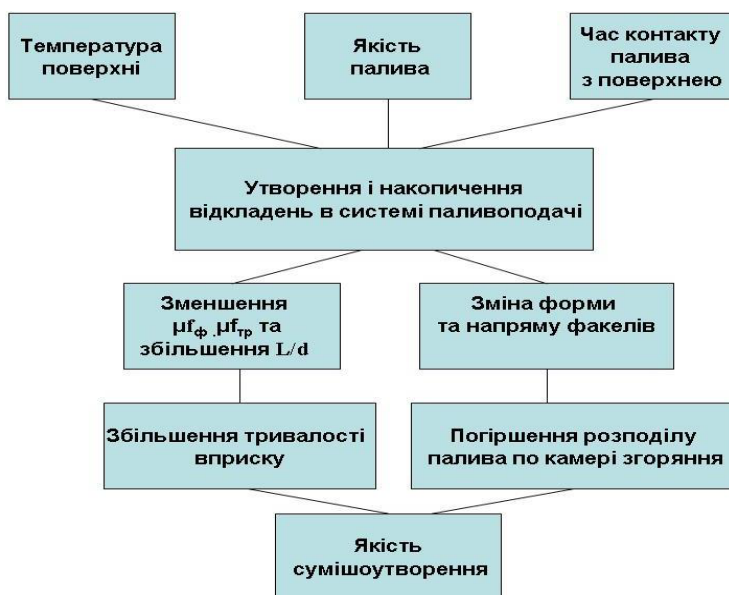 Температура
поверхні
Якість
палива
Час контакту
палива
з поверхнею
Утворення і накопичення
відкладень в системі паливоподачі
Зменшення
µfф , µfтр та
збільшення L/d
Зміна форми
та напряму факелів
Збільшення тривалості
вприску
Погіршення розподілу
палива по камері згоряння
Якість
сумішоутворення